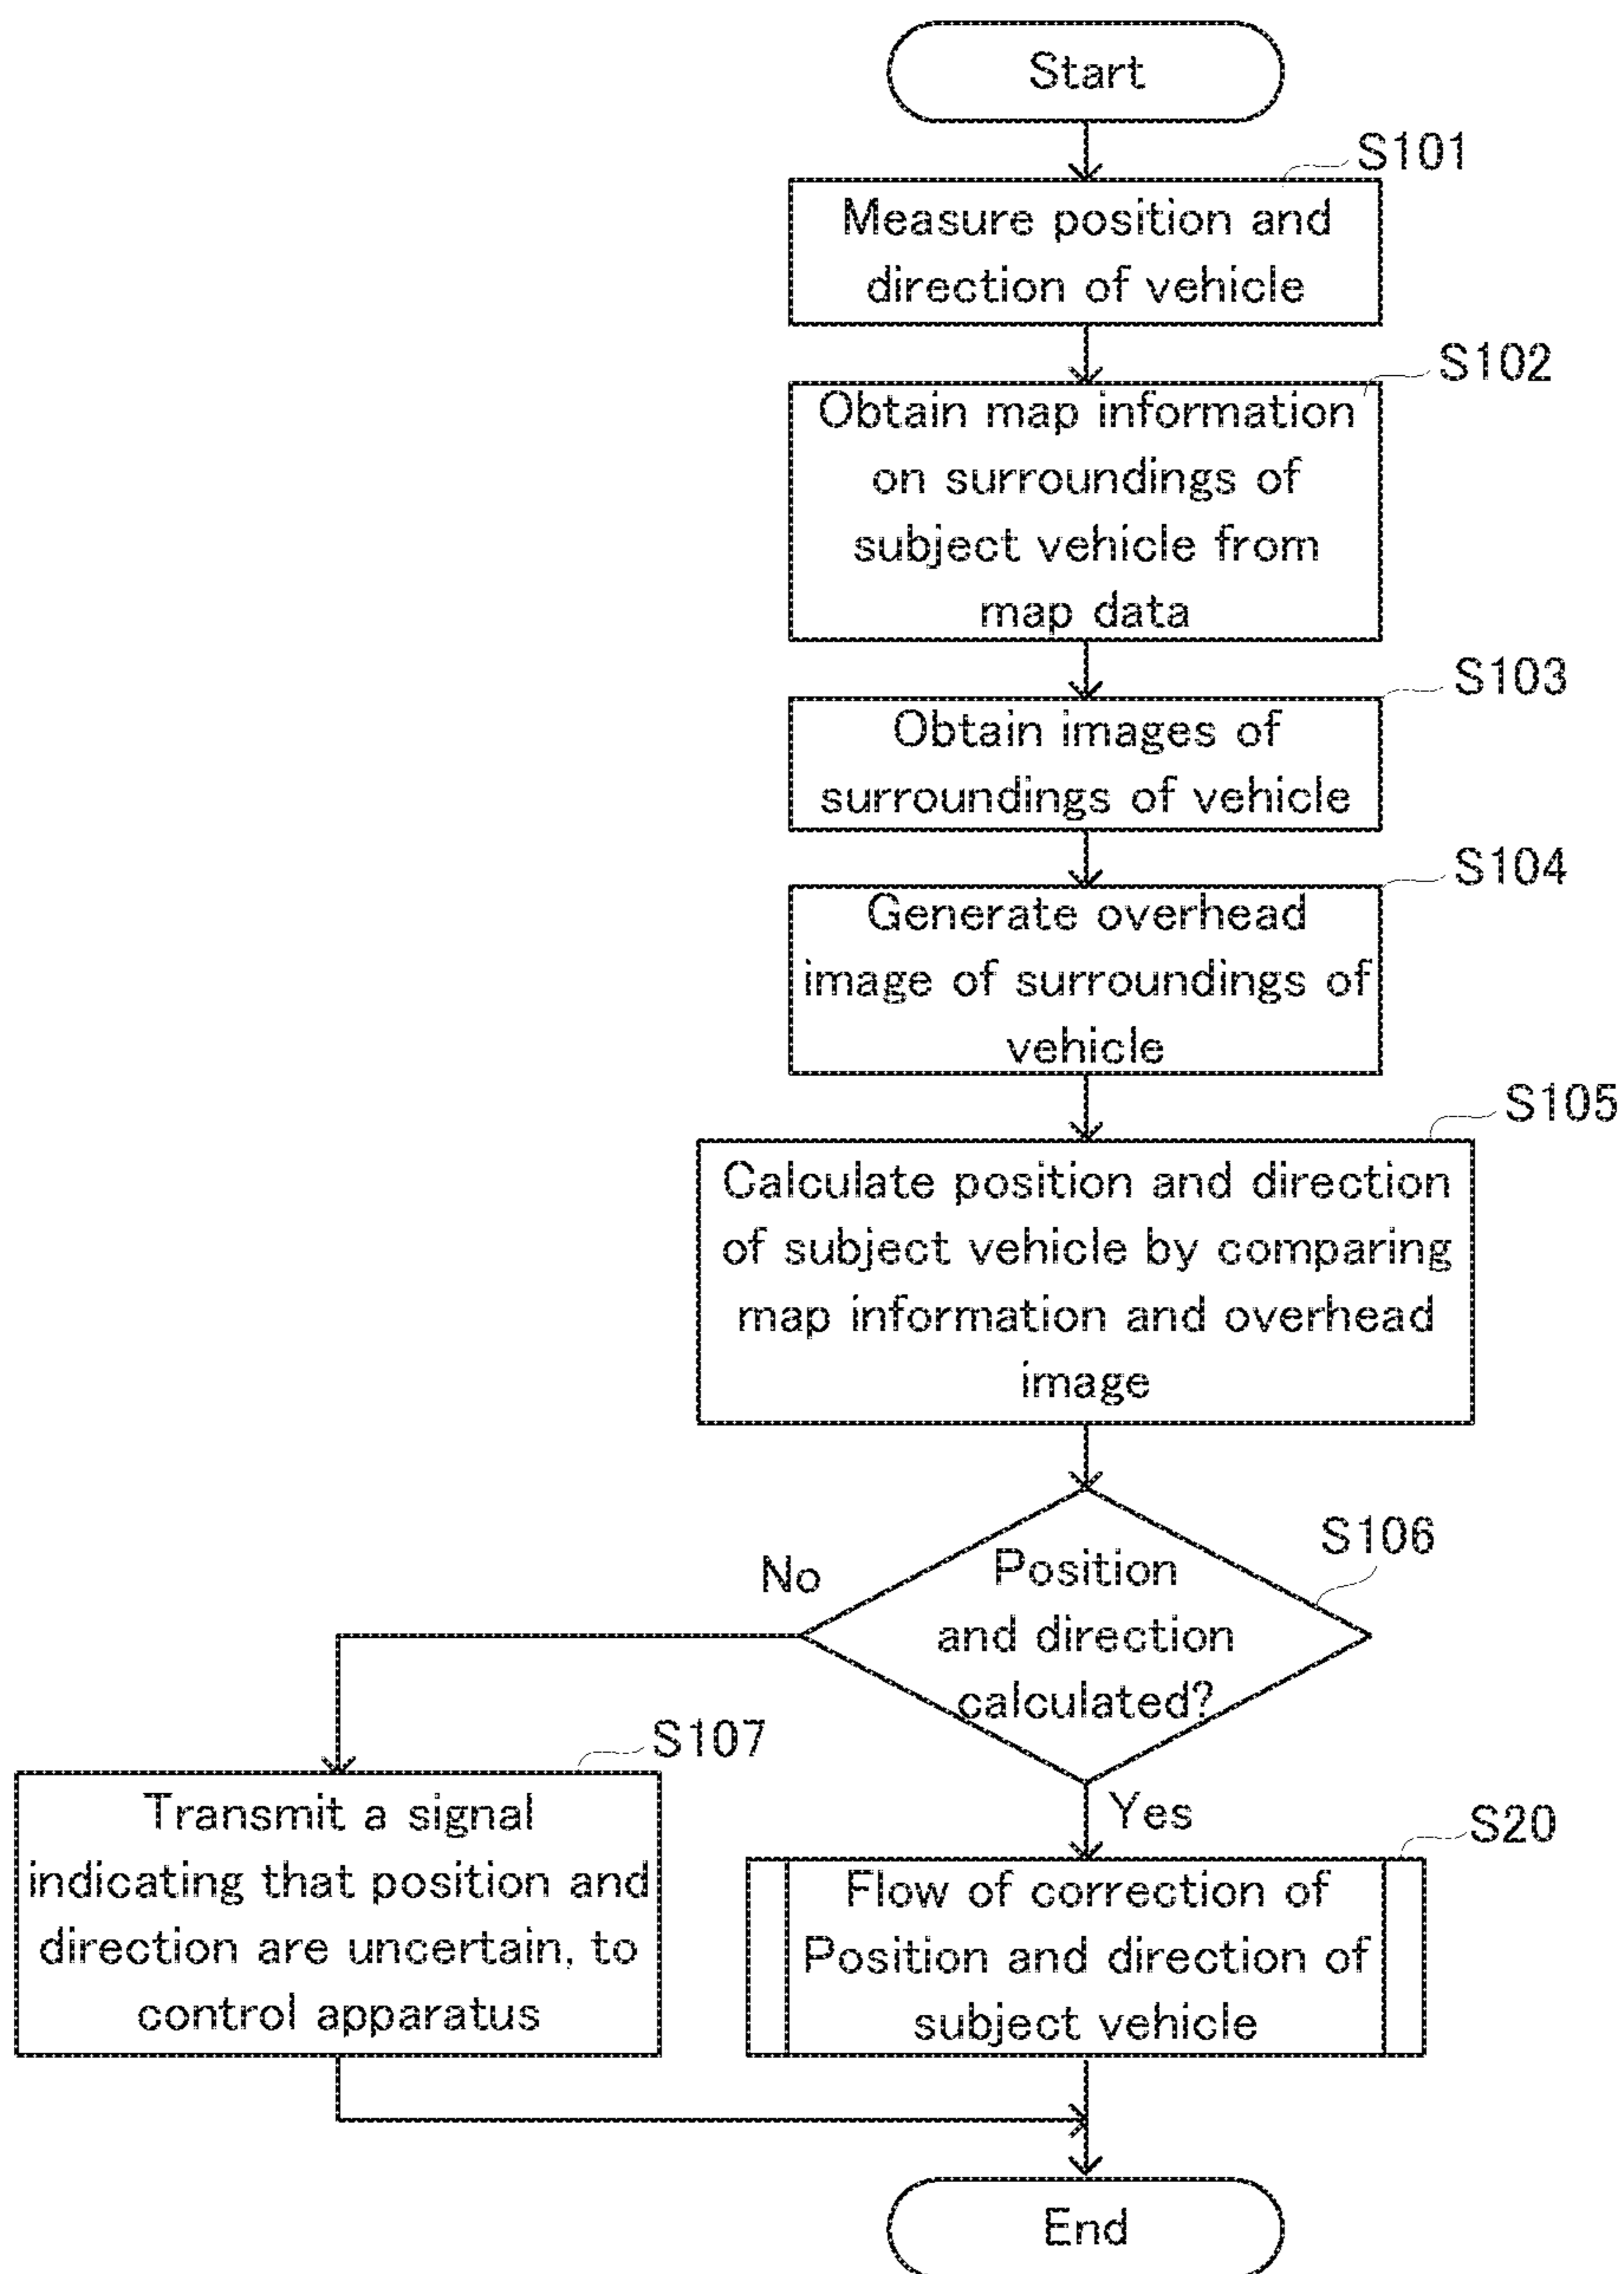 Start
S101
Measure position and
direction of vehicle
S102
Obtain map information
on surroundings of
subject vehicle from
map data
S103
Obtain images of
surroundings of vehicle
S104
Generate overhead
image of surroundings of
vehicle
S105
Calculate position and direction
of subject vehicle by comparing
map information and overhead
image
S106
Position
and direction
calculated?
No
Yes
S107
Transmit a signal
indicating that position and
direction are uncertain, to
control apparatus
S20
Flow of correction of
Position and direction of
subject vehicle
End